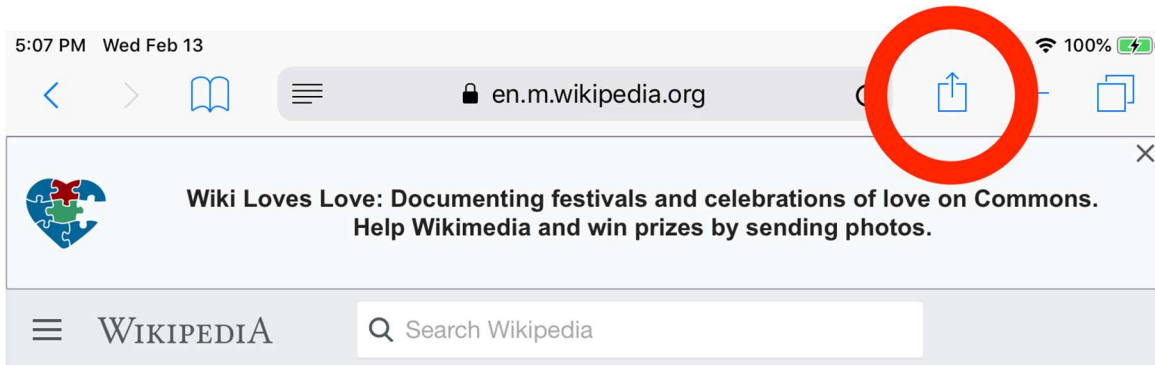 5:07 PM Wed Feb 13
100%
en.m.wikipedia.org
Wiki Loves Love: Documenting festivals and celebrations of love on Commons.
Help Wikimedia and win prizes by sending photos.
WIKIPEDIA
Search Wikipedia